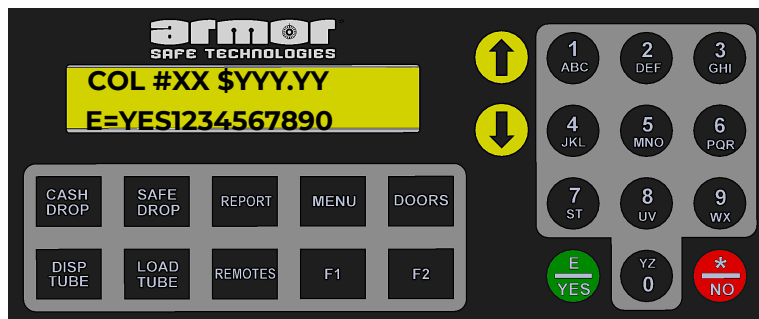 armor
SAFE TECHNOLOGIES
COL #XX $YYY.YY
E=YES1234567890
CASH DROP
SAFE DROP
REPORT
MENU
DOORS
DISP TUBE
LOAD TUBE
REMOTES
F1
F2
1
ABC
2
DEF
3
GHI
4
JKL
5
MNO
6
PQR
7
ST
8
UV
9
WX
E
YES
YZ
0
*
NO